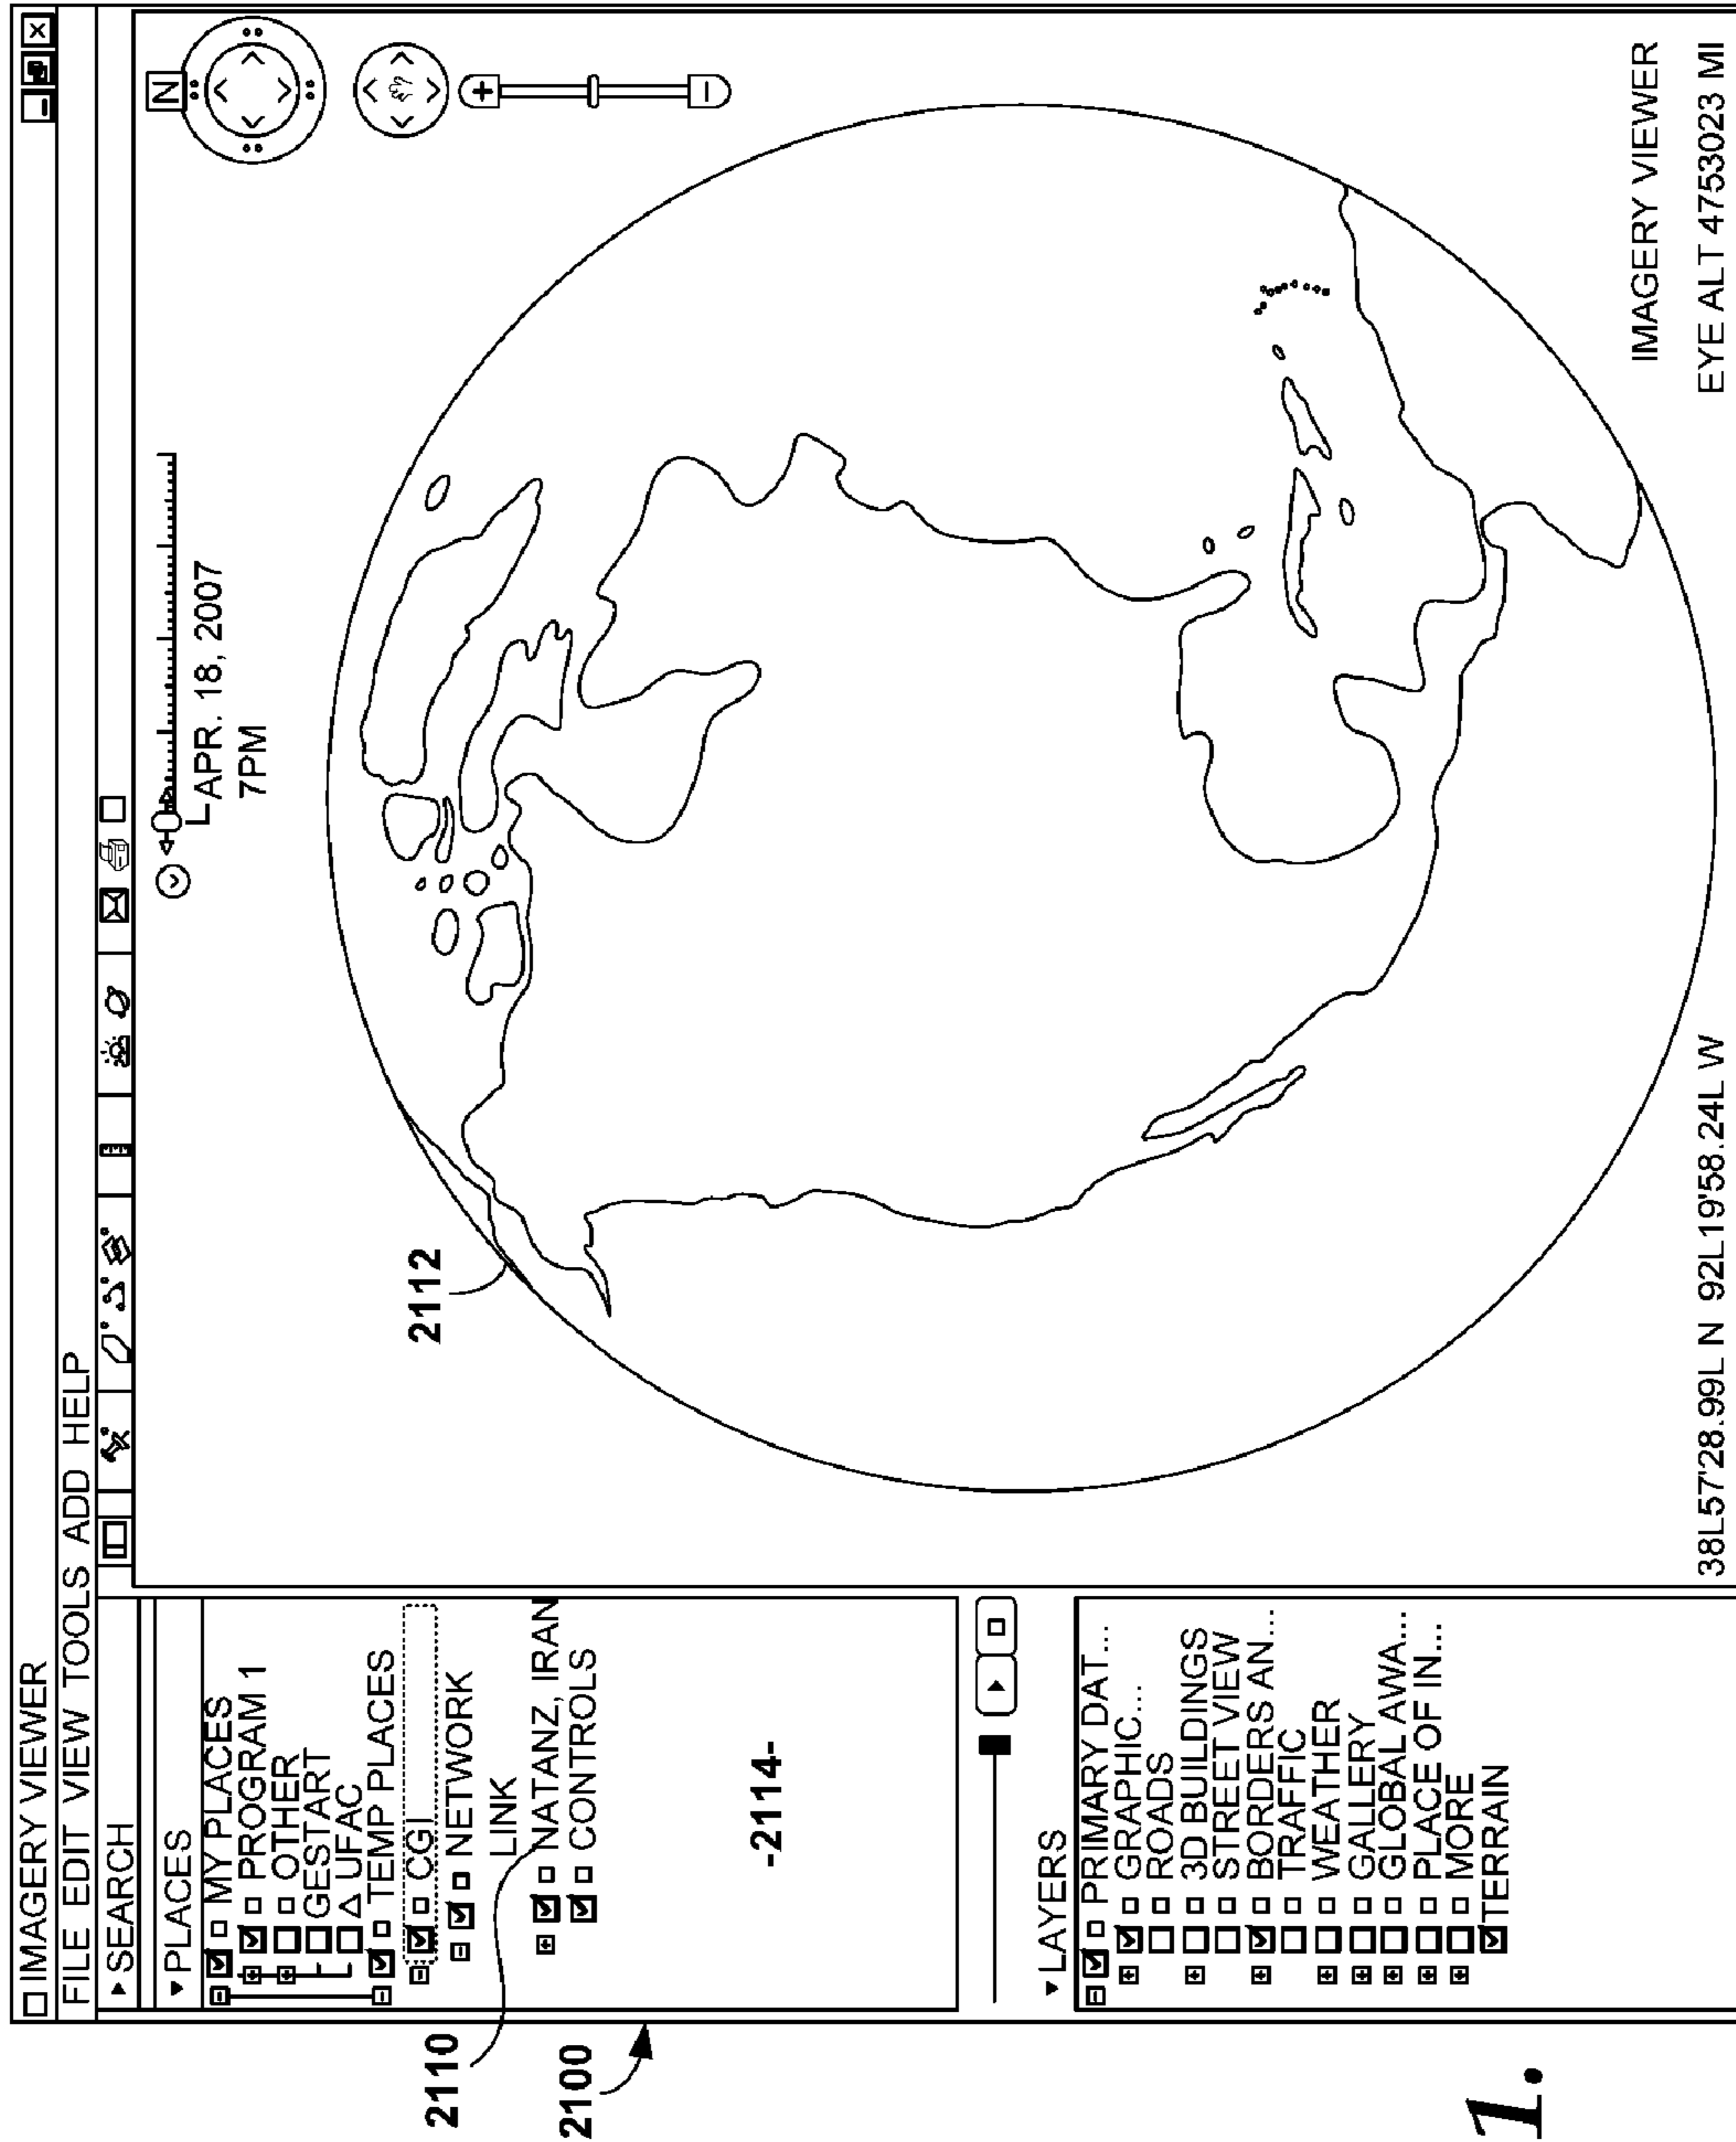 IMAGERY VIEWER
FILE EDIT VIEW TOOLS ADD HELP
SEARCH
PLACES
MY PLACES
PROGRAM 1
OTHER
GESTART
UFAC
TEMP PLACES
CGI
NETWORK
LINK
NATANZ, IRAN
CONTROLS
-2114-
LAYERS
PRIMARY DAT...
GRAPHIC...
ROADS
3D BUILDINGS
STREET VIEW
BORDERS AN...
TRAFFIC
WEATHER
GALLERY
GLOBAL AWA...
PLACE OF IN...
MORE
TERRAIN
2110
2100
2112
APR. 18, 2007
7PM
N
38L57'28.99L N 92L19'58.24L W
IMAGERY VIEWER
EYE ALT 4753023 MI
1.